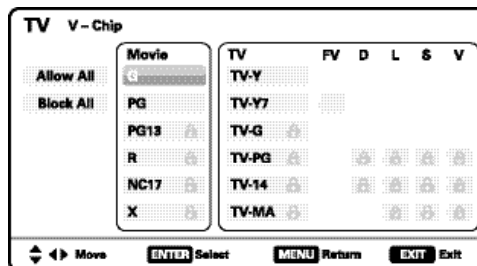 TV V - Chip
Movie TV FV D L S V
Allow All G TV-Y
Block All PG TV-Y7
PG13 TV-G
R TV-PG
NC17 TV-14
X TV-MA
Move ENTER Select MENU Return EXIT Exit